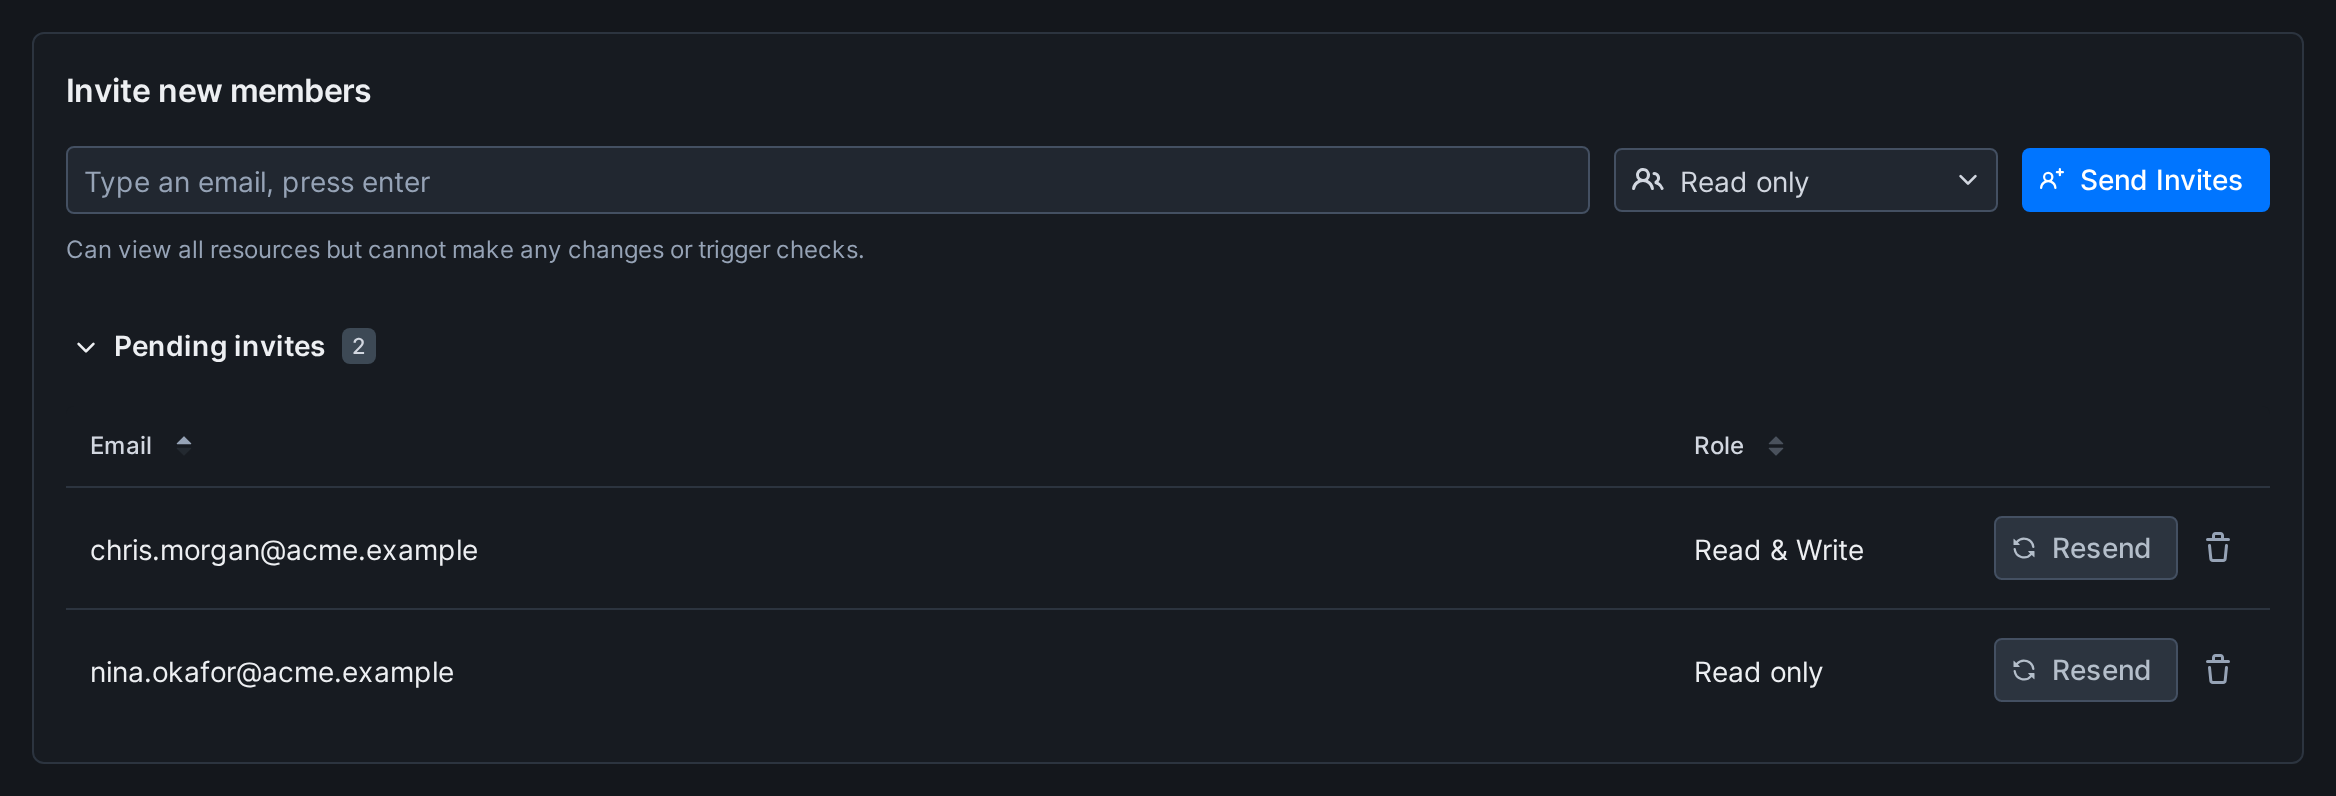 Invite new members
Type an email, press enter
Read only
Send Invites
Can view all resources but cannot make any changes or trigger checks.
Pending invites 2
Email Role
chris.morgan@acme.example Read & Write Resend
nina.okafor@acme.example Read only Resend